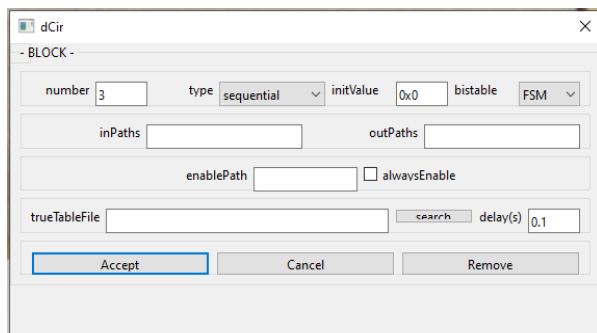 dCir
- BLOCK -
number 3 type sequential initValue 0x0 bistable FSM
inPaths outPaths
enablePath alwaysEnable
trueTableFile search delay(s) 0.1
Accept Cancel Remove